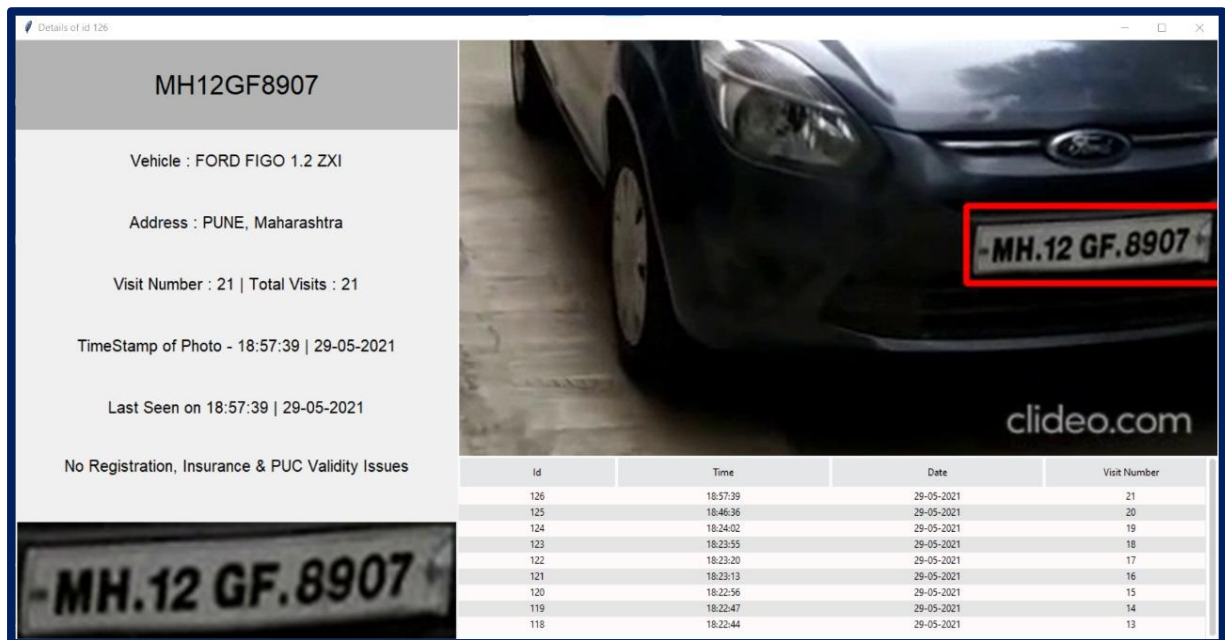 Details of id 126
MH12GF8907
Vehicle : FORD FIGO 1.2 ZXI
Address : PUNE, Maharashtra
Visit Number : 21 | Total Visits : 21
TimeStamp of Photo - 18:57:39 | 29-05-2021
Last Seen on 18:57:39 | 29-05-2021
No Registration, Insurance & PUC Validity Issues
MH.12 GF.8907
Ford
MH.12 GF.8907
clideo.com
Id Time Date Visit Number
126 18:57:39 29-05-2021 21
125 18:46:36 29-05-2021 20
124 18:24:02 29-05-2021 19
123 18:23:55 29-05-2021 18
122 18:23:20 29-05-2021 17
121 18:23:13 29-05-2021 16
120 18:22:56 29-05-2021 15
119 18:22:47 29-05-2021 14
118 18:22:44 29-05-2021 13